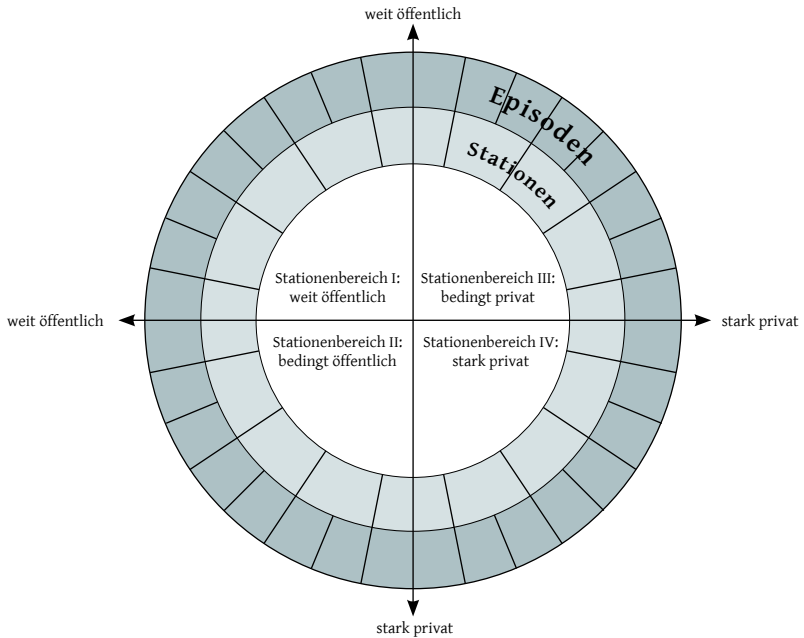 weit öffentlich
Episoden
Stationen
Stationenbereich I:
weit öffentlich
Stationenbereich III:
bedingt privat
weit öffentlich
stark privat
Stationenbereich II:
bedingt öffentlich
Stationenbereich IV:
stark privat
stark privat